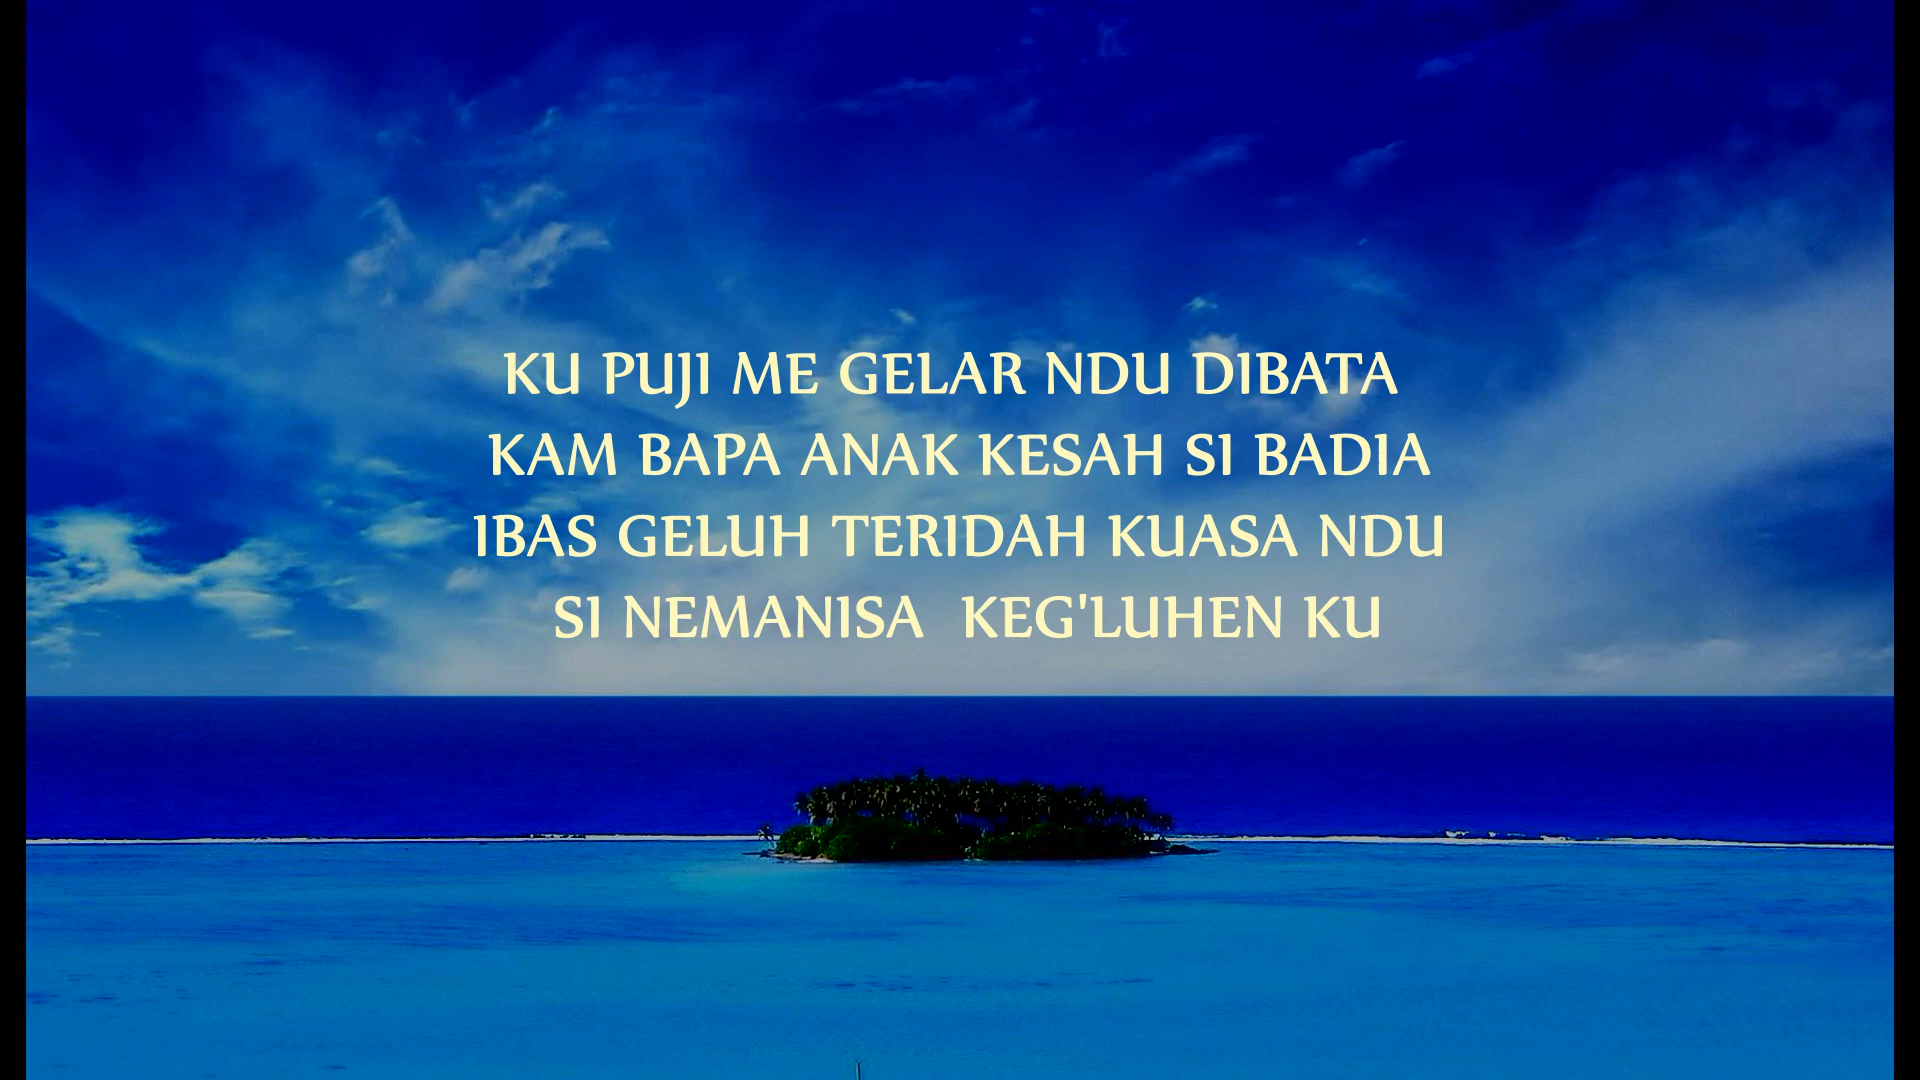 KU PUJI ME GELAR NDU DIBATA
KAM BAPA ANAK KESAH SI BADIA
IBAS GELUH TERIDAH KUASA NDU
SI NEMANISA  KEG'LUHEN KU